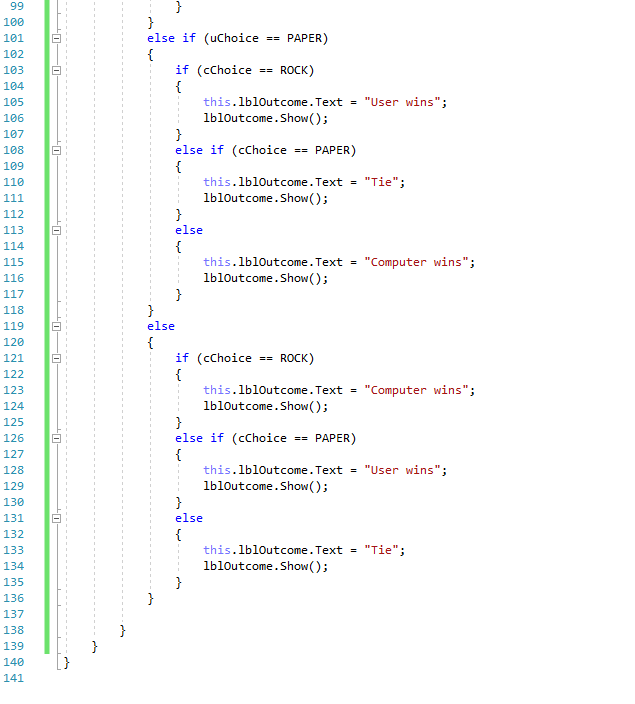 99 }
100 }
101 else if (uChoice == PAPER)
102 {
103 if (cChoice == ROCK)
104 {
105 this.lblOutcome.Text = "User wins";
106 lblOutcome.Show();
107 }
108 else if (cChoice == PAPER)
109 {
110 this.lblOutcome.Text = "Tie";
111 lblOutcome.Show();
112 }
113 else
114 {
115 this.lblOutcome.Text = "Computer wins";
116 lblOutcome.Show();
117 }
118 }
119 else
120 {
121 if (cChoice == ROCK)
122 {
123 this.lblOutcome.Text = "Computer wins";
124 lblOutcome.Show();
125 }
126 else if (cChoice == PAPER)
127 {
128 this.lblOutcome.Text = "User wins";
129 lblOutcome.Show();
130 }
131 else
132 {
133 this.lblOutcome.Text = "Tie";
134 lblOutcome.Show();
135 }
136 }
137
138 }
139 }
140 }
141